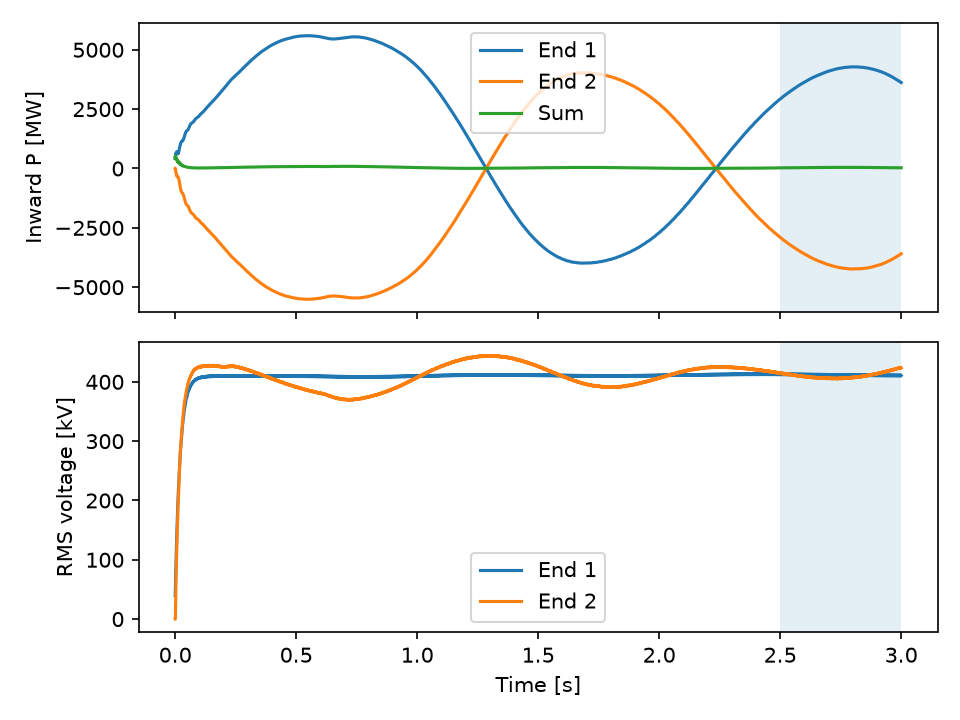 Inward P [MW]
5000
2500
0
−2500
−5000
End 1
End 2
Sum
RMS voltage [kV]
400
300
200
100
0
End 1
End 2
0.0 0.5 1.0 1.5 2.0 2.5 3.0
Time [s]